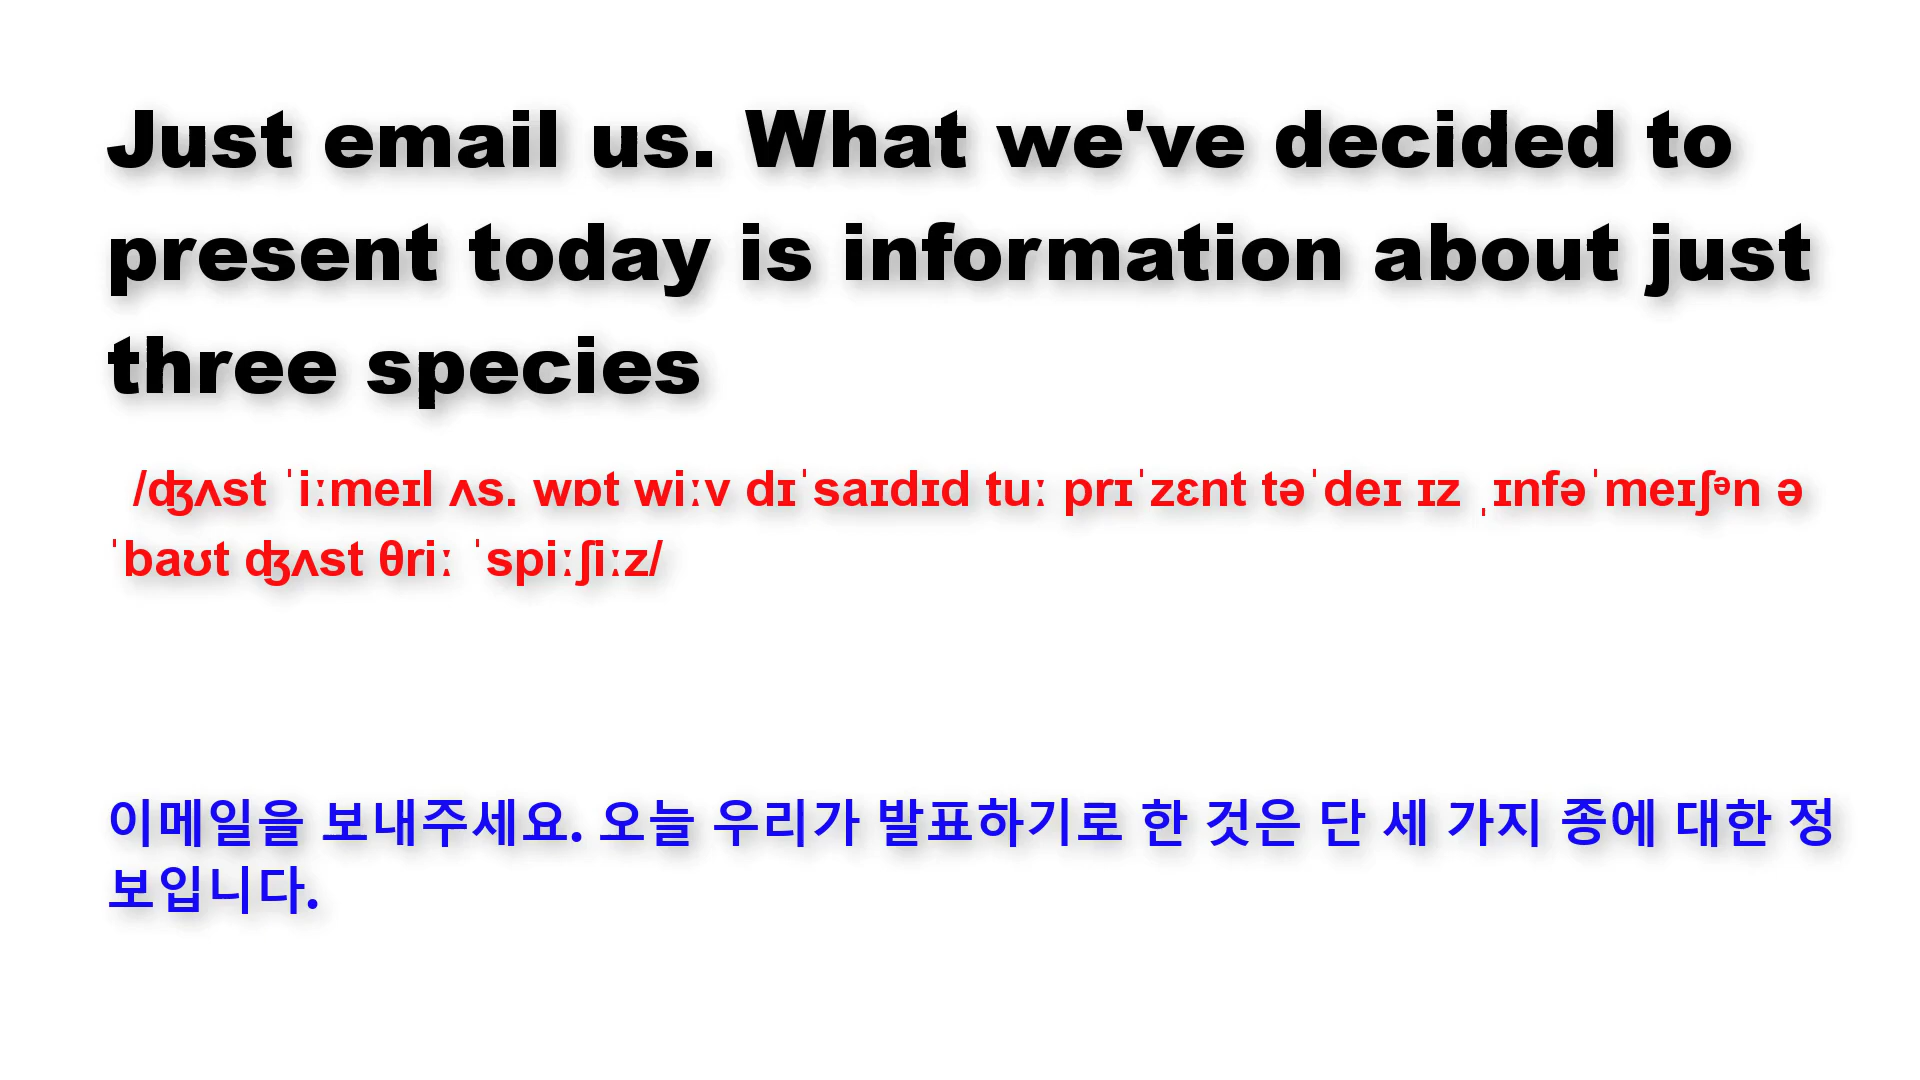 Just email us. What we've decided to
present today is information about just
three species
/ʤʌst ˈiːmeɪl ʌs. wɒt wiːv dɪˈsaɪdɪd tuː prɪˈzɛnt təˈdeɪ ɪz ˌɪnfəˈmeɪʃᵊn ə
ˈbaʊt ʤʌst θriː ˈspiːʃiːz/
이메일을 보내주세요. 오늘 우리가 발표하기로 한 것은 단 세 가지 종에 대한 정
보입니다.